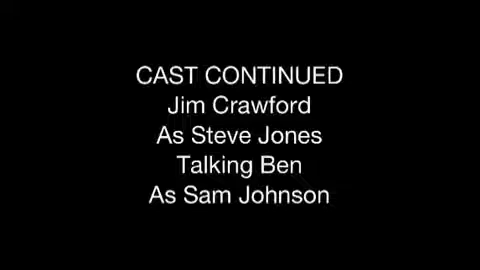 CAST CONTINUED
Jim Crawford
As Steve Jones
Talking Ben
As Sam Johnson